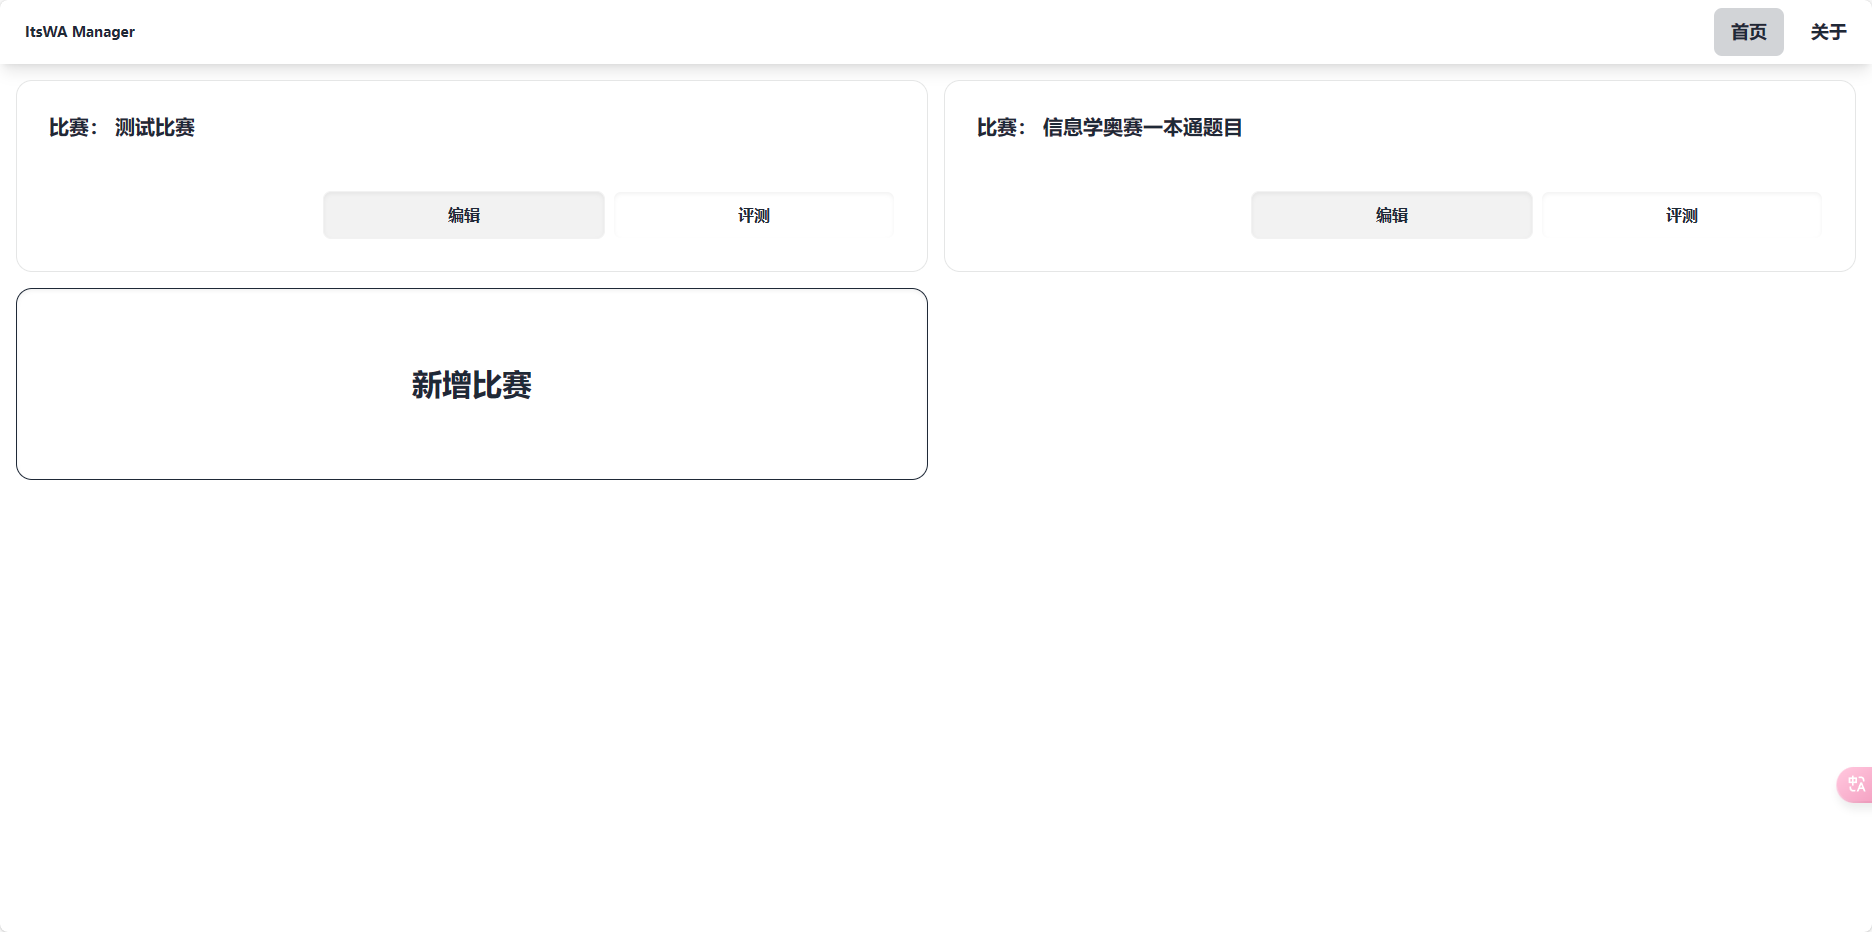 ItsWA Manager
首页
关于
比赛： 测试比赛
编辑
评测
比赛： 信息学奥赛一本通题目
编辑
评测
新增比赛